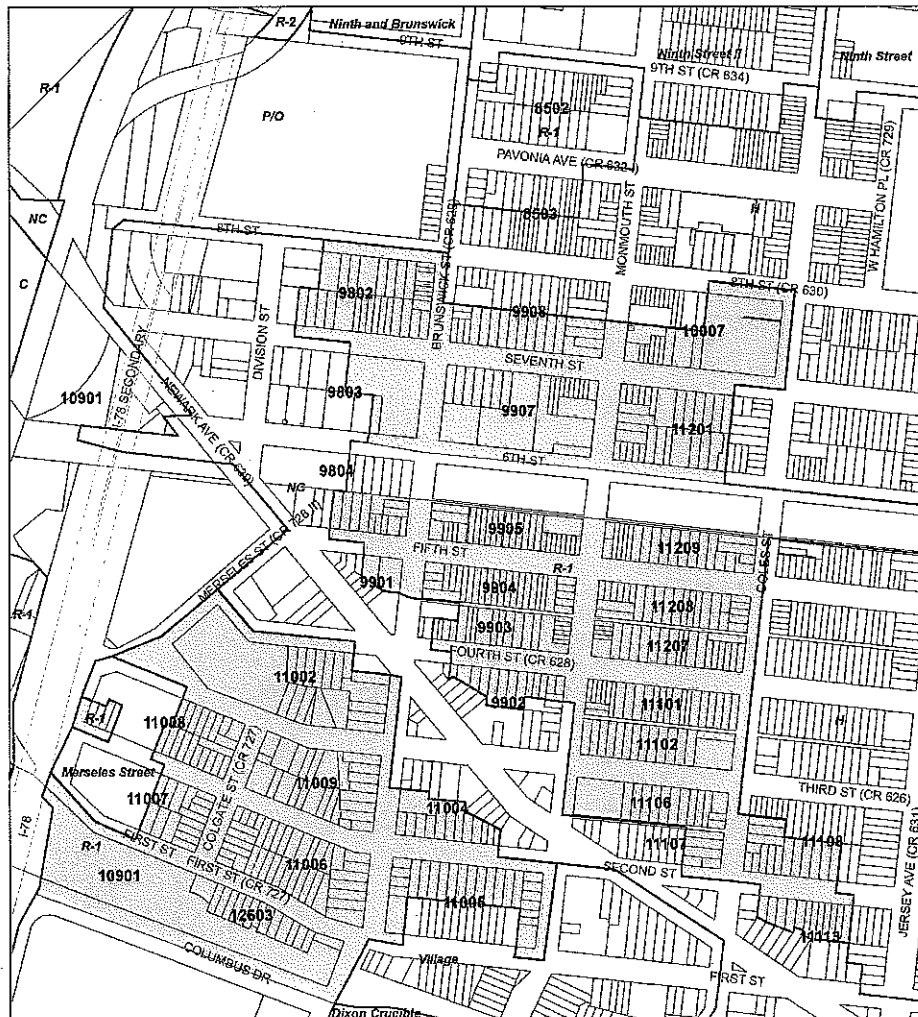 R-2
Ninth and Brunswick
9TH ST
Ninth Street II
Ninth Street
9TH ST (CR 634)
R-1
P/O
8502
R-1
PAVONIA AVE (CR 632-I)
W HAMILTON PL (CR 729)
NC
8503
H
MONMOUTH ST
8TH ST
BRUNSWICK ST (CR 625)
C
8TH ST (CR 630)
9802
9908
10007
DIVISION ST
SEVENTH ST
I-78 SECONDARY
NEWARK AVE (CR 639)
10901
9803
9907
11201
6TH ST
9804
NC
9905
FIFTH ST
11209
COLES ST
MERSELES ST (CR 728 II)
R-1
9901
9904
11208
R-1
9903
11207
FOURTH ST (CR 628)
11002
9902
11101
R-1
11008
H
11102
COLGATE ST (CR 727)
Merseles Street
11009
THIRD ST (CR 626)
11007
11004
11106
I-78
FIRST ST
11107
11108
R-1
11006
SECOND ST
10901
FIRST ST (CR 727)
JERSEY AVE (CR 631)
12603
11005
11113
COLUMBUS DR
Village
FIRST ST
Dixon Crucible